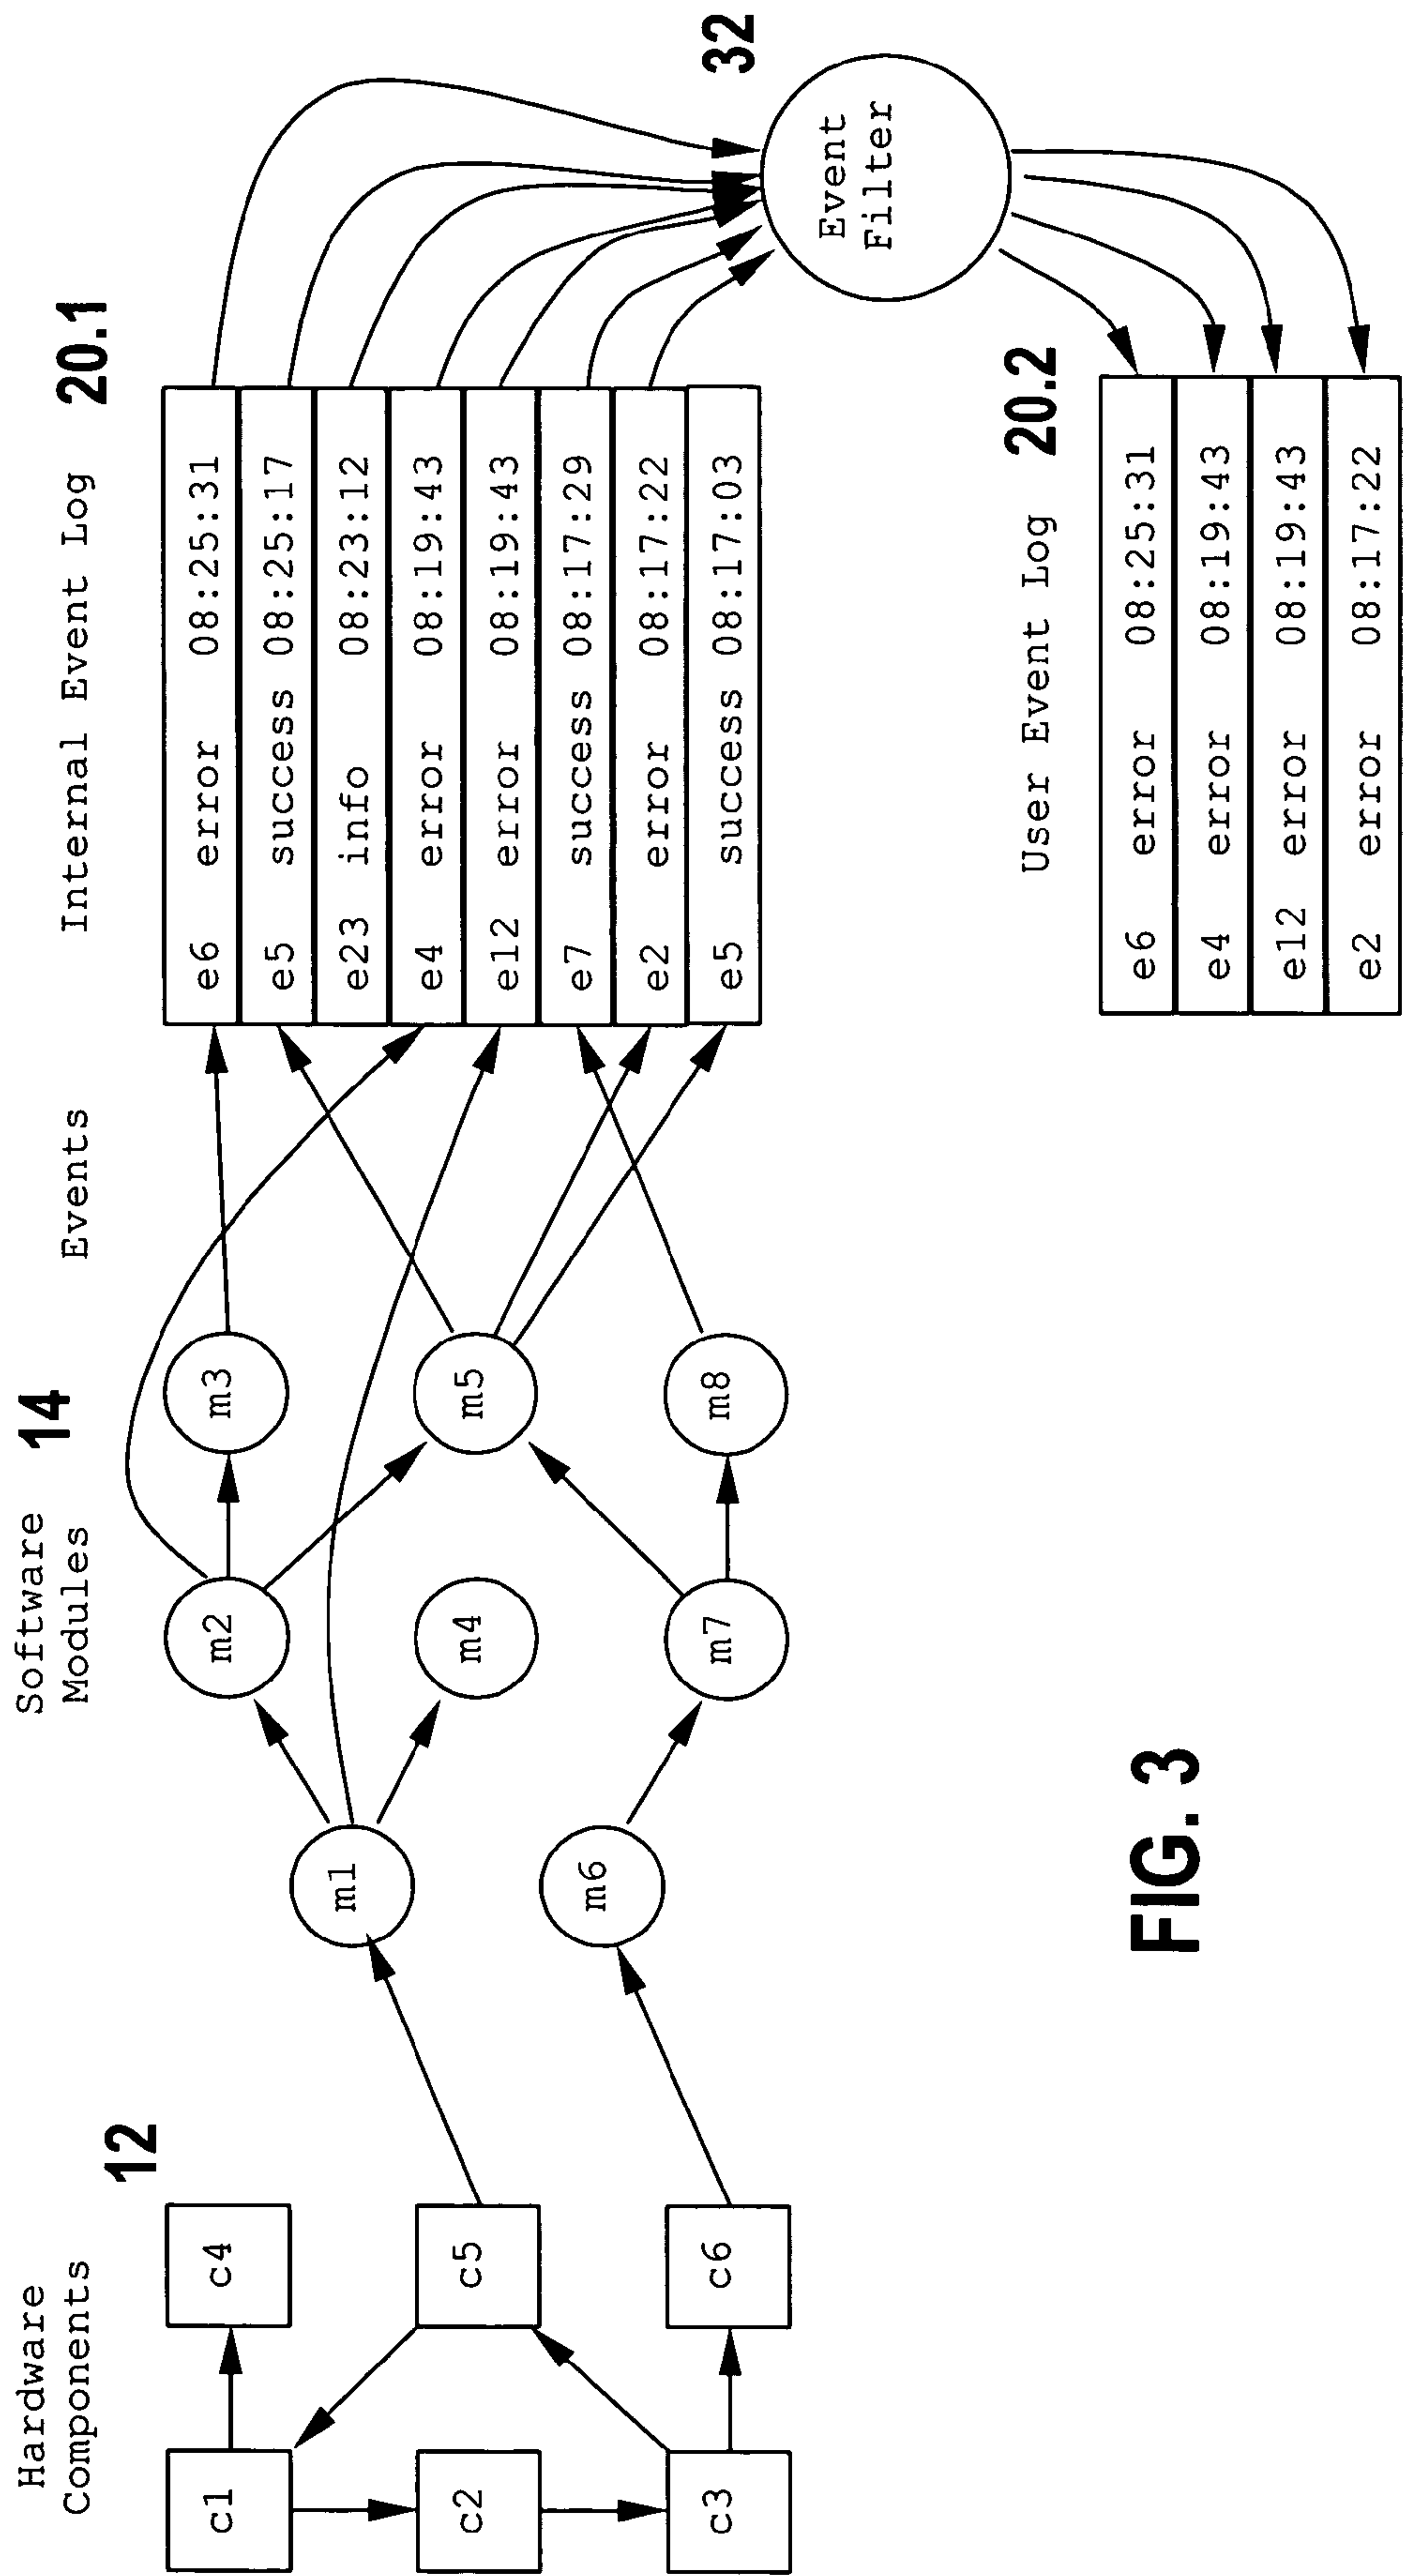 Hardware
Components
12
c1
c4
c2
c5
c3
c6
Software
Modules
14
m1
m2
m3
m4
m5
m6
m7
m8
Events
Internal Event Log 20.1
e6 error 08:25:31
e5 success 08:25:17
e23 info 08:23:12
e4 error 08:19:43
e12 error 08:19:43
e7 success 08:17:29
e2 error 08:17:22
e5 success 08:17:03
32
Event
Filter
User Event Log 20.2
e6 error 08:25:31
e4 error 08:19:43
e12 error 08:19:43
e2 error 08:17:22
FIG. 3